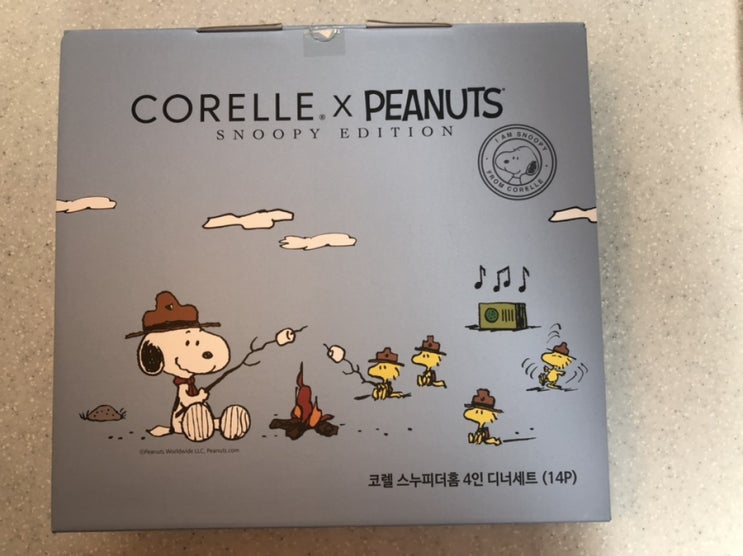 CORELLE® X PEANUTS
SNOOPY EDITION
I AM SNOOPY
FROM CORELLE
©Peanuts Worldwide LLC, Peanuts.com
코렐 스누피더홈 4인 디너세트 (14P)